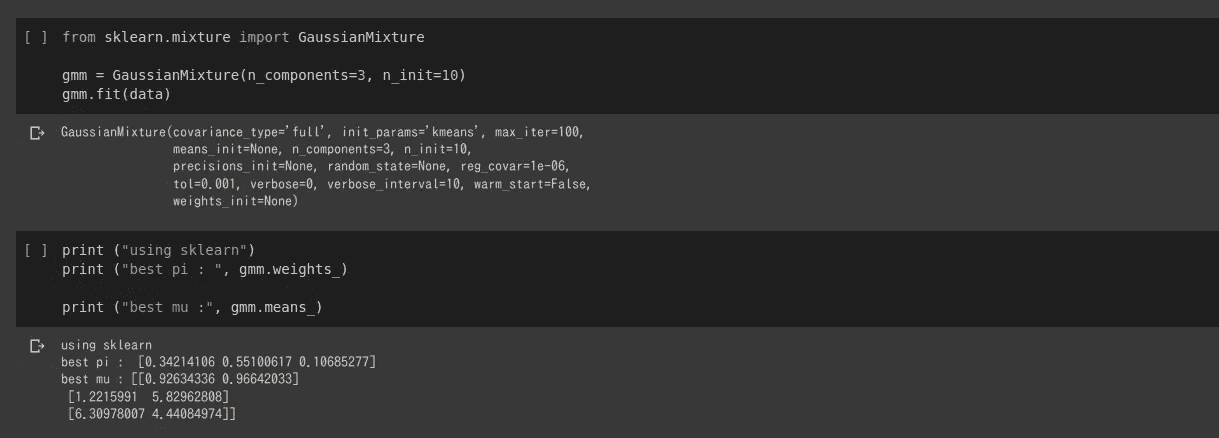 [ ] from sklearn.mixture import GaussianMixture
gmm = GaussianMixture(n_components=3, n_init=10)
gmm.fit(data)
GaussianMixture(covariance_type='full', init_params='kmeans', max_iter=100,
means_init=None, n_components=3, n_init=10,
precisions_init=None, random_state=None, reg_covar=1e-06,
tol=0.001, verbose=0, verbose_interval=10, warm_start=False,
weights_init=None)
[ ] print ("using sklearn")
print ("best pi : ", gmm.weights_)
print ("best mu :", gmm.means_)
using sklearn
best pi :  [0.34214106 0.55100617 0.10685277]
best mu : [[0.92634336 0.96642033]
[1.2215991  5.82962808]
[6.30978007 4.44084974]]